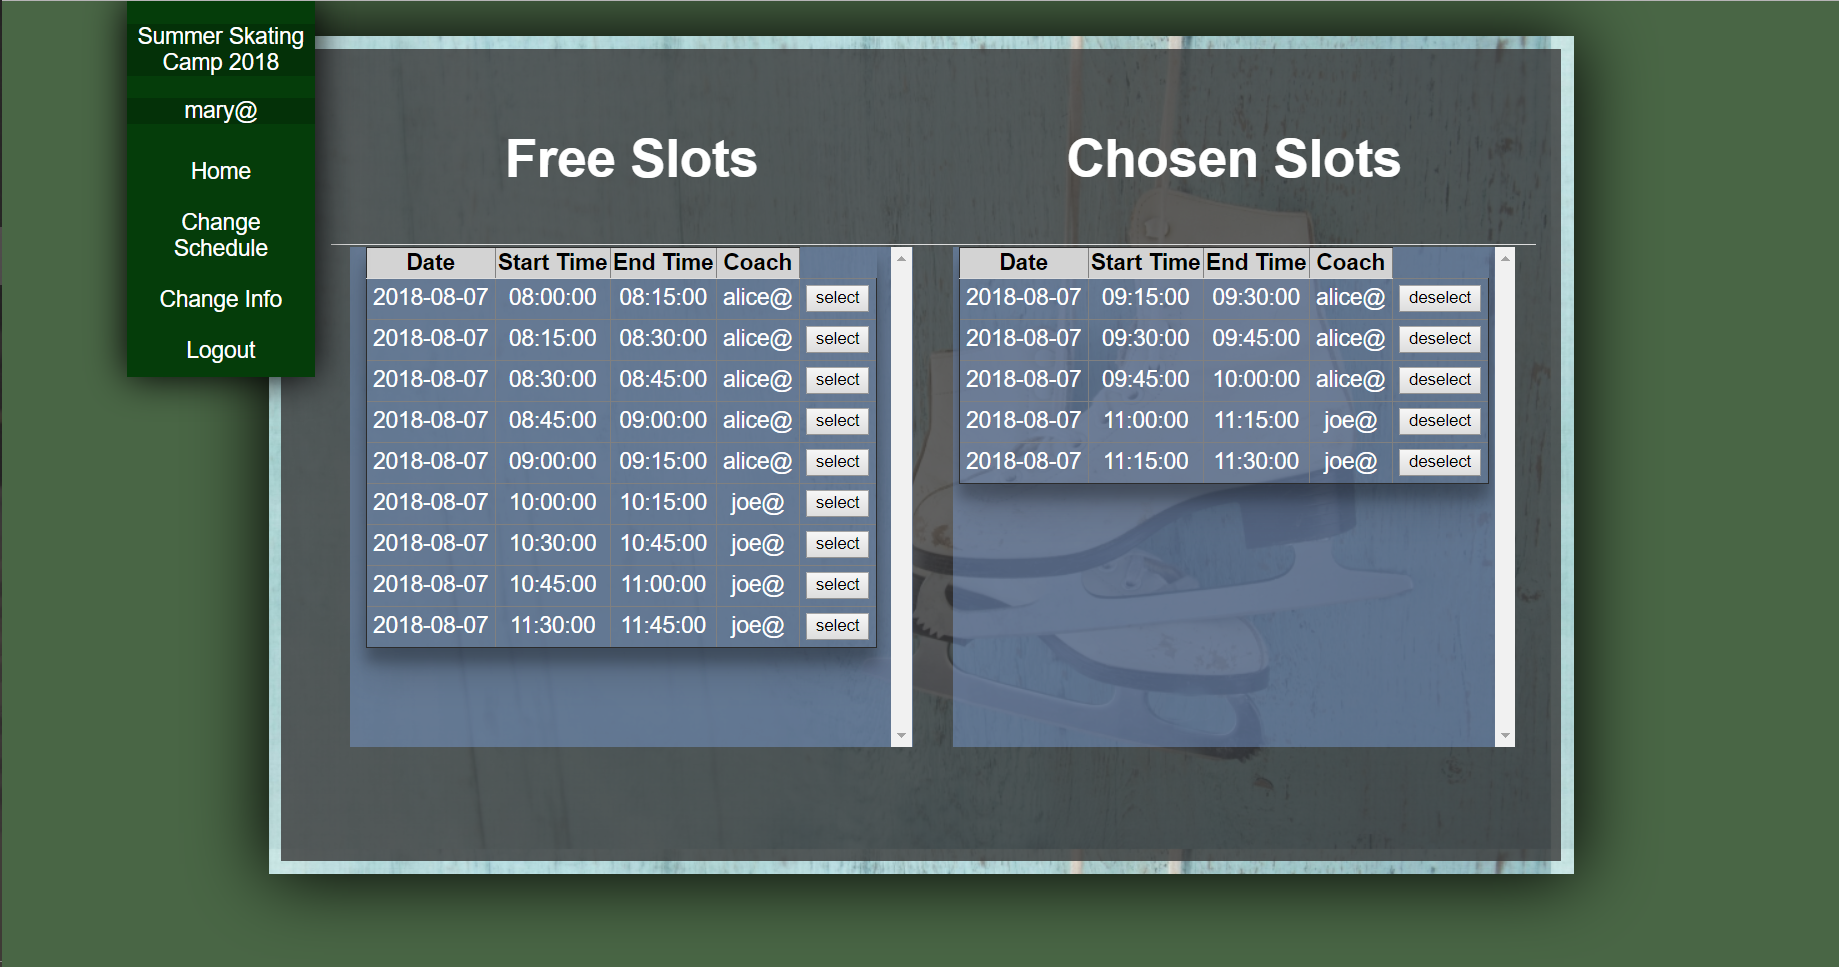 Summer Skating
Camp 2018
mary@
Home
Change
Schedule
Change Info
Logout
Free Slots
Date Start Time End Time Coach
2018-08-07 08:00:00 08:15:00 alice@ select
2018-08-07 08:15:00 08:30:00 alice@ select
2018-08-07 08:30:00 08:45:00 alice@ select
2018-08-07 08:45:00 09:00:00 alice@ select
2018-08-07 09:00:00 09:15:00 alice@ select
2018-08-07 10:00:00 10:15:00 joe@ select
2018-08-07 10:30:00 10:45:00 joe@ select
2018-08-07 10:45:00 11:00:00 joe@ select
2018-08-07 11:30:00 11:45:00 joe@ select
Chosen Slots
Date Start Time End Time Coach
2018-08-07 09:15:00 09:30:00 alice@ deselect
2018-08-07 09:30:00 09:45:00 alice@ deselect
2018-08-07 09:45:00 10:00:00 alice@ deselect
2018-08-07 11:00:00 11:15:00 joe@ deselect
2018-08-07 11:15:00 11:30:00 joe@ deselect